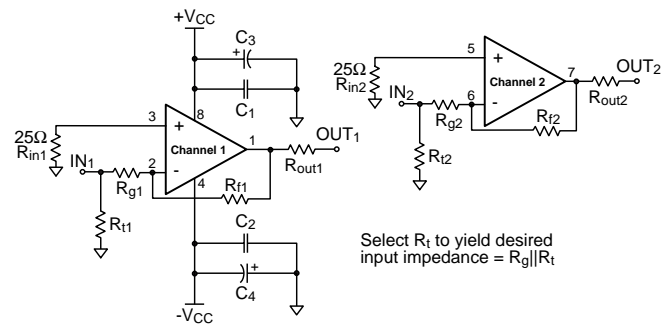 +VCC
C3
+
C1
8
3
+
25Ω
Rin1
Channel 1
1
OUT1
Rout1
IN1
Rg1
2
-
4
Rf1
Rt1
C2
+
C4
-VCC
5
+
25Ω
Rin2
Channel 2
7
OUT2
Rout2
IN2
Rg2
6
-
Rf2
Rt2
Select Rt to yield desired
input impedance = Rg||Rt